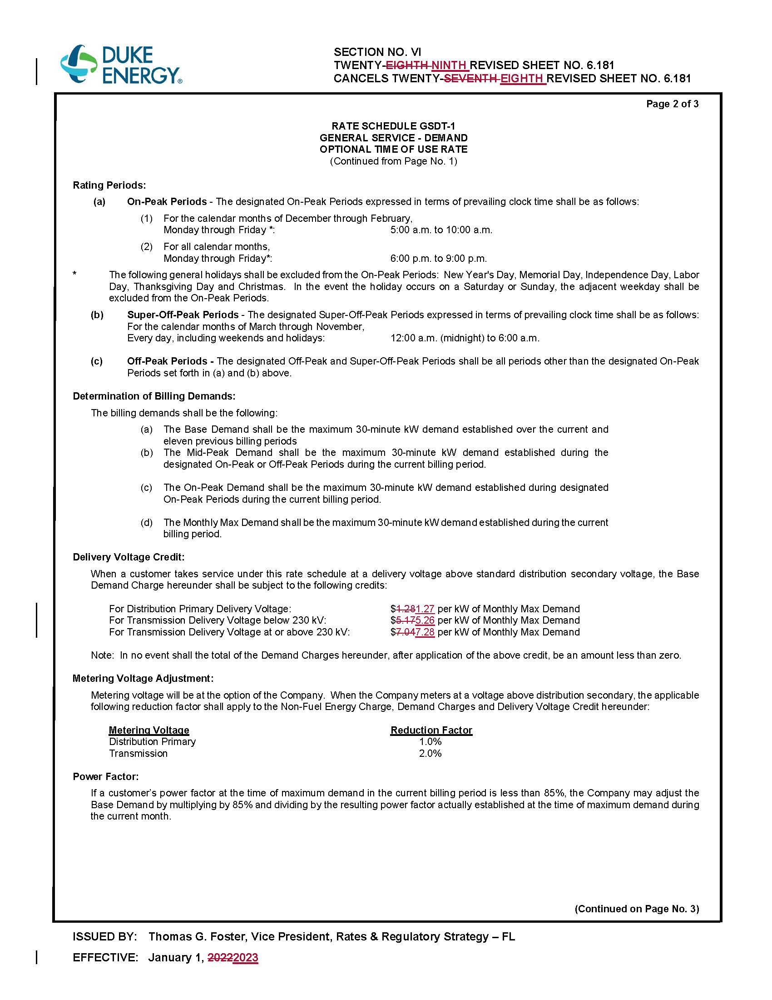 DUKE
ENERGY®
SECTION NO. VI
TWENTY-EIGHTH NINTH REVISED SHEET NO. 6.181
CANCELS TWENTY-SEVENTH EIGHTH REVISED SHEET NO. 6.181
Page 2 of 3
RATE SCHEDULE GSDT-1
GENERAL SERVICE - DEMAND
OPTIONAL TIME OF USE RATE
(Continued from Page No. 1)
Rating Periods:
(a) On-Peak Periods - The designated On-Peak Periods expressed in terms of prevailing clock time shall be as follows:
(1) For the calendar months of December through February,
Monday through Friday *: 5:00 a.m. to 10:00 a.m.
(2) For all calendar months,
Monday through Friday*: 6:00 p.m. to 9:00 p.m.
* The following general holidays shall be excluded from the On-Peak Periods: New Year's Day, Memorial Day, Independence Day, Labor
Day, Thanksgiving Day and Christmas. In the event the holiday occurs on a Saturday or Sunday, the adjacent weekday shall be
excluded from the On-Peak Periods.
(b) Super-Off-Peak Periods - The designated Super-Off-Peak Periods expressed in terms of prevailing clock time shall be as follows:
For the calendar months of March through November,
Every day, including weekends and holidays: 12:00 a.m. (midnight) to 6:00 a.m.
(c) Off-Peak Periods - The designated Off-Peak and Super-Off-Peak Periods shall be all periods other than the designated On-Peak
Periods set forth in (a) and (b) above.
Determination of Billing Demands:
The billing demands shall be the following:
(a) The Base Demand shall be the maximum 30-minute kW demand established over the current and
eleven previous billing periods
(b) The Mid-Peak Demand shall be the maximum 30-minute kW demand established during the
designated On-Peak or Off-Peak Periods during the current billing period.
(c) The On-Peak Demand shall be the maximum 30-minute kW demand established during designated
On-Peak Periods during the current billing period.
(d) The Monthly Max Demand shall be the maximum 30-minute kW demand established during the current
billing period.
Delivery Voltage Credit:
When a customer takes service under this rate schedule at a delivery voltage above standard distribution secondary voltage, the Base
Demand Charge hereunder shall be subject to the following credits:
For Distribution Primary Delivery Voltage: $1.281.27 per kW of Monthly Max Demand
For Transmission Delivery Voltage below 230 kV: $5.175.26 per kW of Monthly Max Demand
For Transmission Delivery Voltage at or above 230 kV: $7.047.28 per kW of Monthly Max Demand
Note: In no event shall the total of the Demand Charges hereunder, after application of the above credit, be an amount less than zero.
Metering Voltage Adjustment:
Metering voltage will be at the option of the Company. When the Company meters at a voltage above distribution secondary, the applicable
following reduction factor shall apply to the Non-Fuel Energy Charge, Demand Charges and Delivery Voltage Credit hereunder:
Metering Voltage Reduction Factor
Distribution Primary 1.0%
Transmission 2.0%
Power Factor:
If a customer’s power factor at the time of maximum demand in the current billing period is less than 85%, the Company may adjust the
Base Demand by multiplying by 85% and dividing by the resulting power factor actually established at the time of maximum demand during
the current month.
(Continued on Page No. 3)
ISSUED BY: Thomas G. Foster, Vice President, Rates & Regulatory Strategy – FL
EFFECTIVE: January 1, 20222023